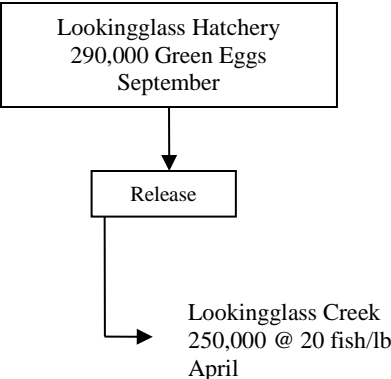 Lookingglass Hatchery
290,000 Green Eggs
September
Release
Lookingglass Creek
250,000 @ 20 fish/lb
April